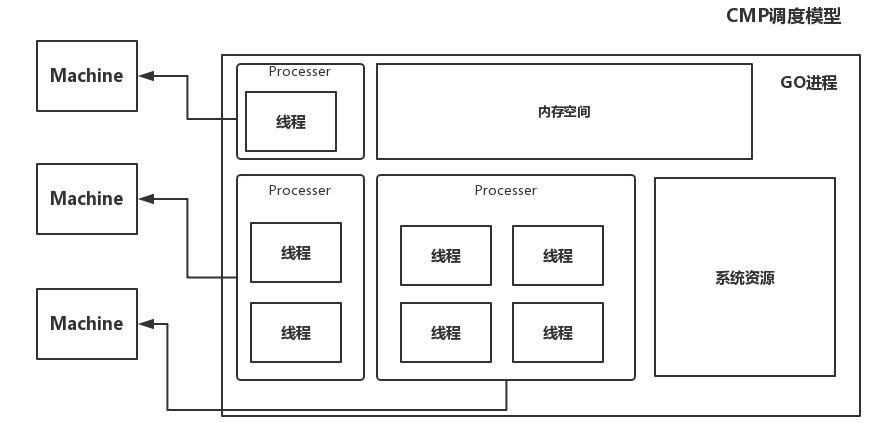 CMP调度模型
Machine
Processer
线程
内存空间
GO进程
Machine
Processer
线程
线程
Processer
线程
线程
线程
线程
系统资源
Machine